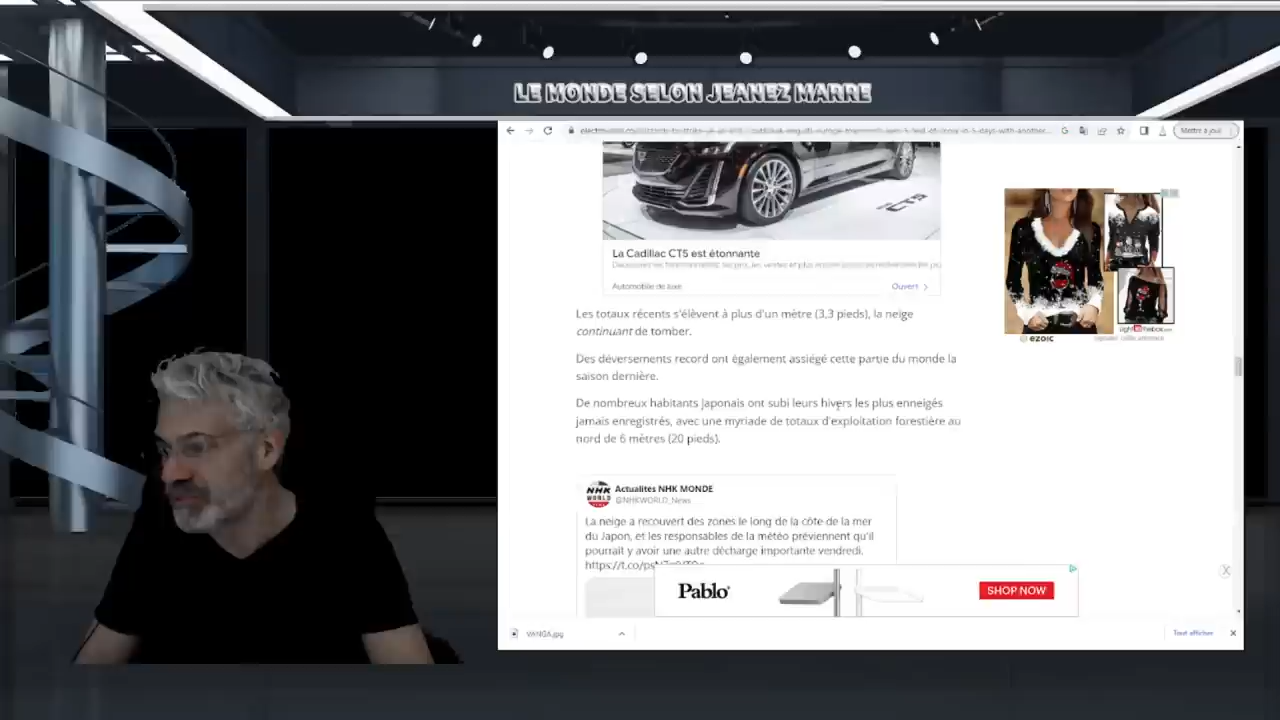 LE MONDE SELON JEANEZ MARRE
Mettre à jour
CT5
La Cadillac CT5 est étonnante
Automobile de luxe
Ouvert
Les totaux récents s'élèvent à plus d'un mètre (3,3 pieds), la neige
continuant de tomber.
Des déversements record ont également assiégé cette partie du monde la
saison dernière.
De nombreux habitants japonais ont subi leurs hivers les plus enneigés
jamais enregistrés, avec une myriade de totaux d'exploitation forestière au
nord de 6 mètres (20 pieds).
ezoic
NHK
WORLD
Actualités NHK MONDE
@NHKWORLD_News
La neige a recouvert des zones le long de la côte de la mer
du Japon, et les responsables de la météo préviennent qu'il
pourrait y avoir une autre décharge importante vendredi.
Pablo
SHOP NOW
X
VANGA.jpg
Tout afficher